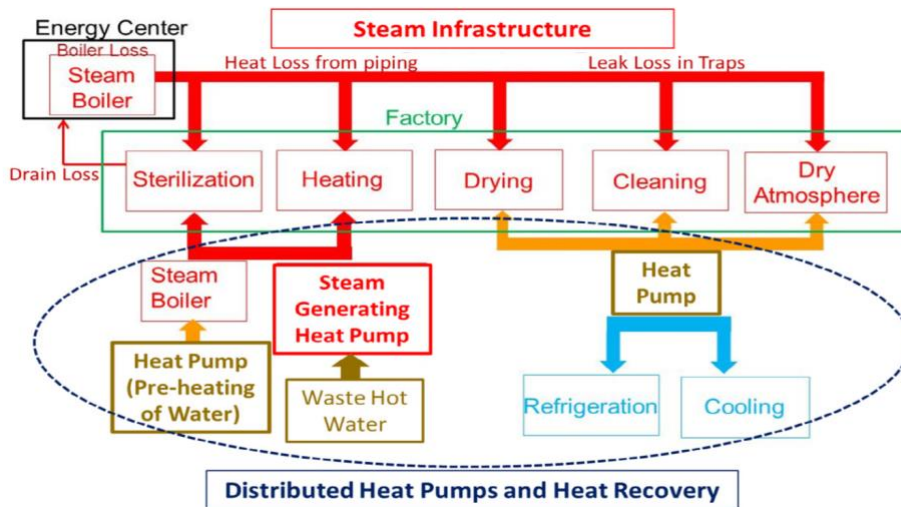 Energy Center
Steam Infrastructure
Boiler Loss
Steam
Boiler
Heat Loss from piping
Leak Loss in Traps
Factory
Drain Loss
Sterilization
Heating
Drying
Cleaning
Dry
Atmosphere
Steam
Boiler
Steam
Generating
Heat Pump
Heat
Pump
Heat Pump
(Pre-heating
of Water)
Waste Hot
Water
Refrigeration
Cooling
Distributed Heat Pumps and Heat Recovery